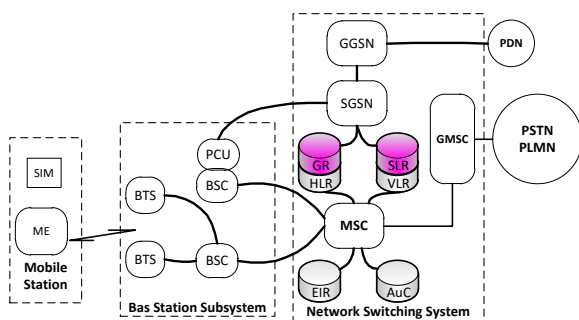 GGSN
PDN
SGSN
GMSC
PSTN
PLMN
PCU
BSC
GR
HLR
SLR
VLR
SIM
ME
Mobile
Station
BTS
BTS
BSC
MSC
EIR
AuC
Bas Station Subsystem
Network Switching System